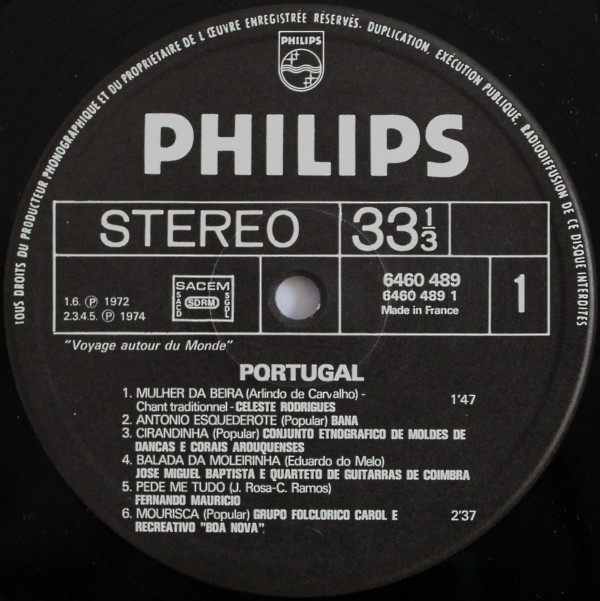 TOUS DROITS DU PRODUCTEUR PHONOGRAPHIQUE ET DU PROPRIÉTAIRE DE L'ŒUVRE ENREGISTRÉE RÉSERVÉS. DUPLICATION, EXÉCUTION PUBLIQUE, RADIODIFFUSION DE CE DISQUE INTERDITES
PHILIPS
PHILIPS
STEREO 33 1/3
1.6. Ⓟ 1972
2.3.4.5. Ⓟ 1974
SACEM
SACD SDRM SGDL
6460 489
6460 489 1
Made in France
1
"Voyage autour du Monde"
PORTUGAL
1. MULHER DA BEIRA (Arlindo de Carvalho) -
Chant traditionnel - CELESTE RODRIGUES 1'47
2. ANTONIO ESQUEDEROTE (Popular) BANA
3. CIRANDINHA (Popular) CONJUNTO ETNOGRAFICO DE MOLDES DE
DANCAS E CORAIS AROUQUENSES
4. BALADA DA MOLEIRINHA (Eduardo do Melo)
JOSE MIGUEL BAPTISTA E QUARTETO DE GUITARRAS DE COIMBRA
5. PEDE ME TUDO (J. Rosa-C. Ramos)
FERNANDO MAURICIO
6. MOURISCA (Popular) GRUPO FOLCLORICO CAROL E 2'37
RECREATIVO "BOA NOVA".